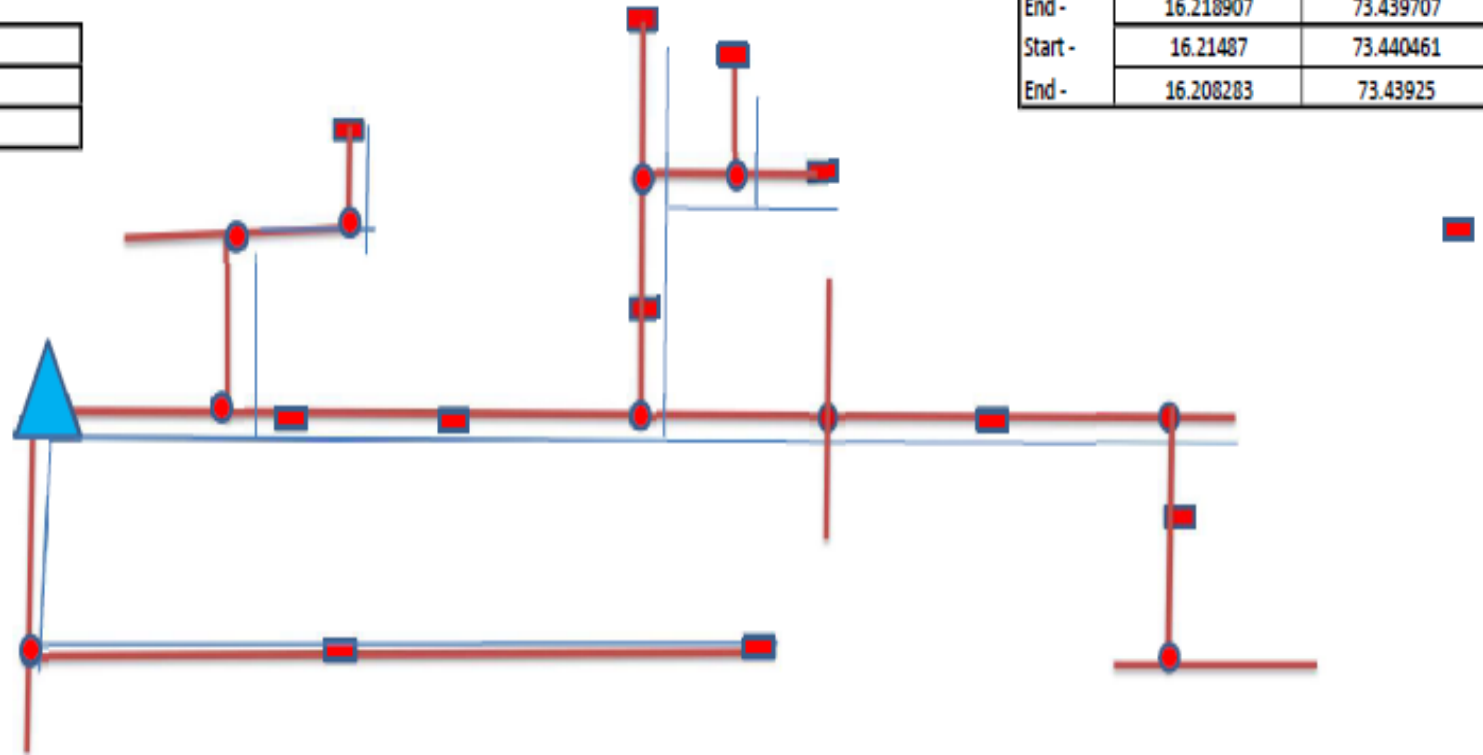 End - 16.218907 73.439707
Start - 16.21487 73.440461
End - 16.208283 73.43925